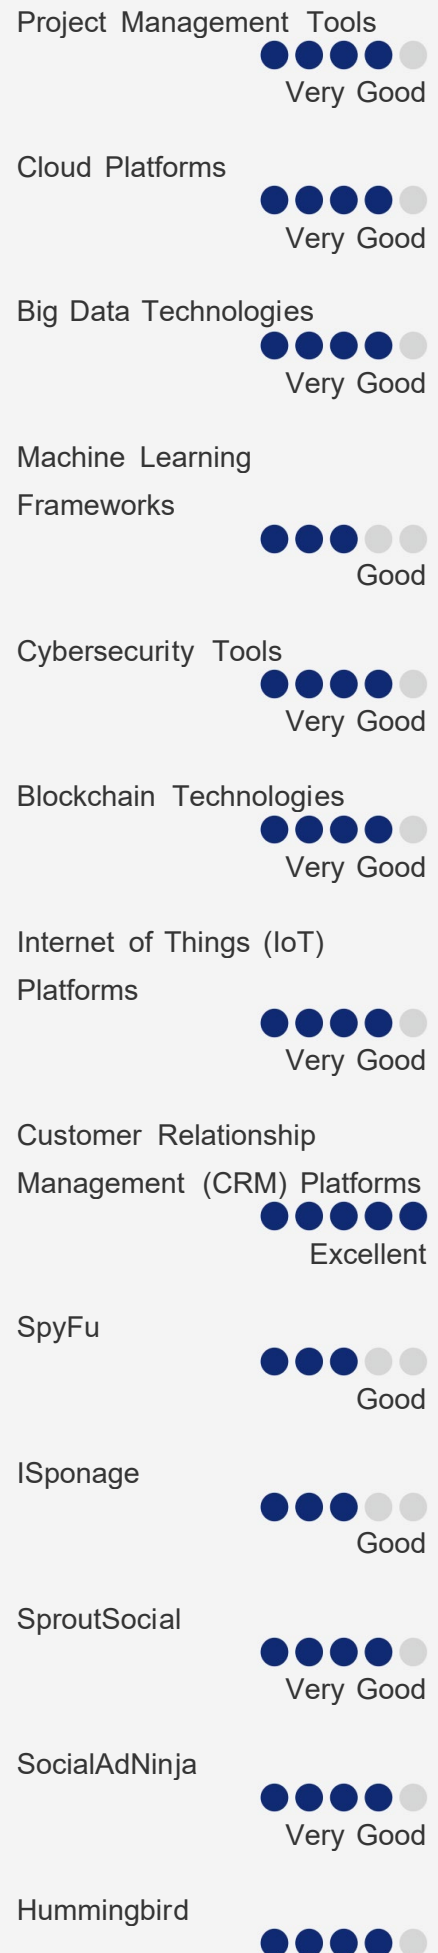 Project Management Tools
Very Good
Cloud Platforms
Very Good
Big Data Technologies
Very Good
Machine Learning
Frameworks
Good
Cybersecurity Tools
Very Good
Blockchain Technologies
Very Good
Internet of Things (IoT)
Platforms
Very Good
Customer Relationship
Management (CRM) Platforms
Excellent
SpyFu
Good
ISponage
Good
SproutSocial
Very Good
SocialAdNinja
Very Good
Hummingbird